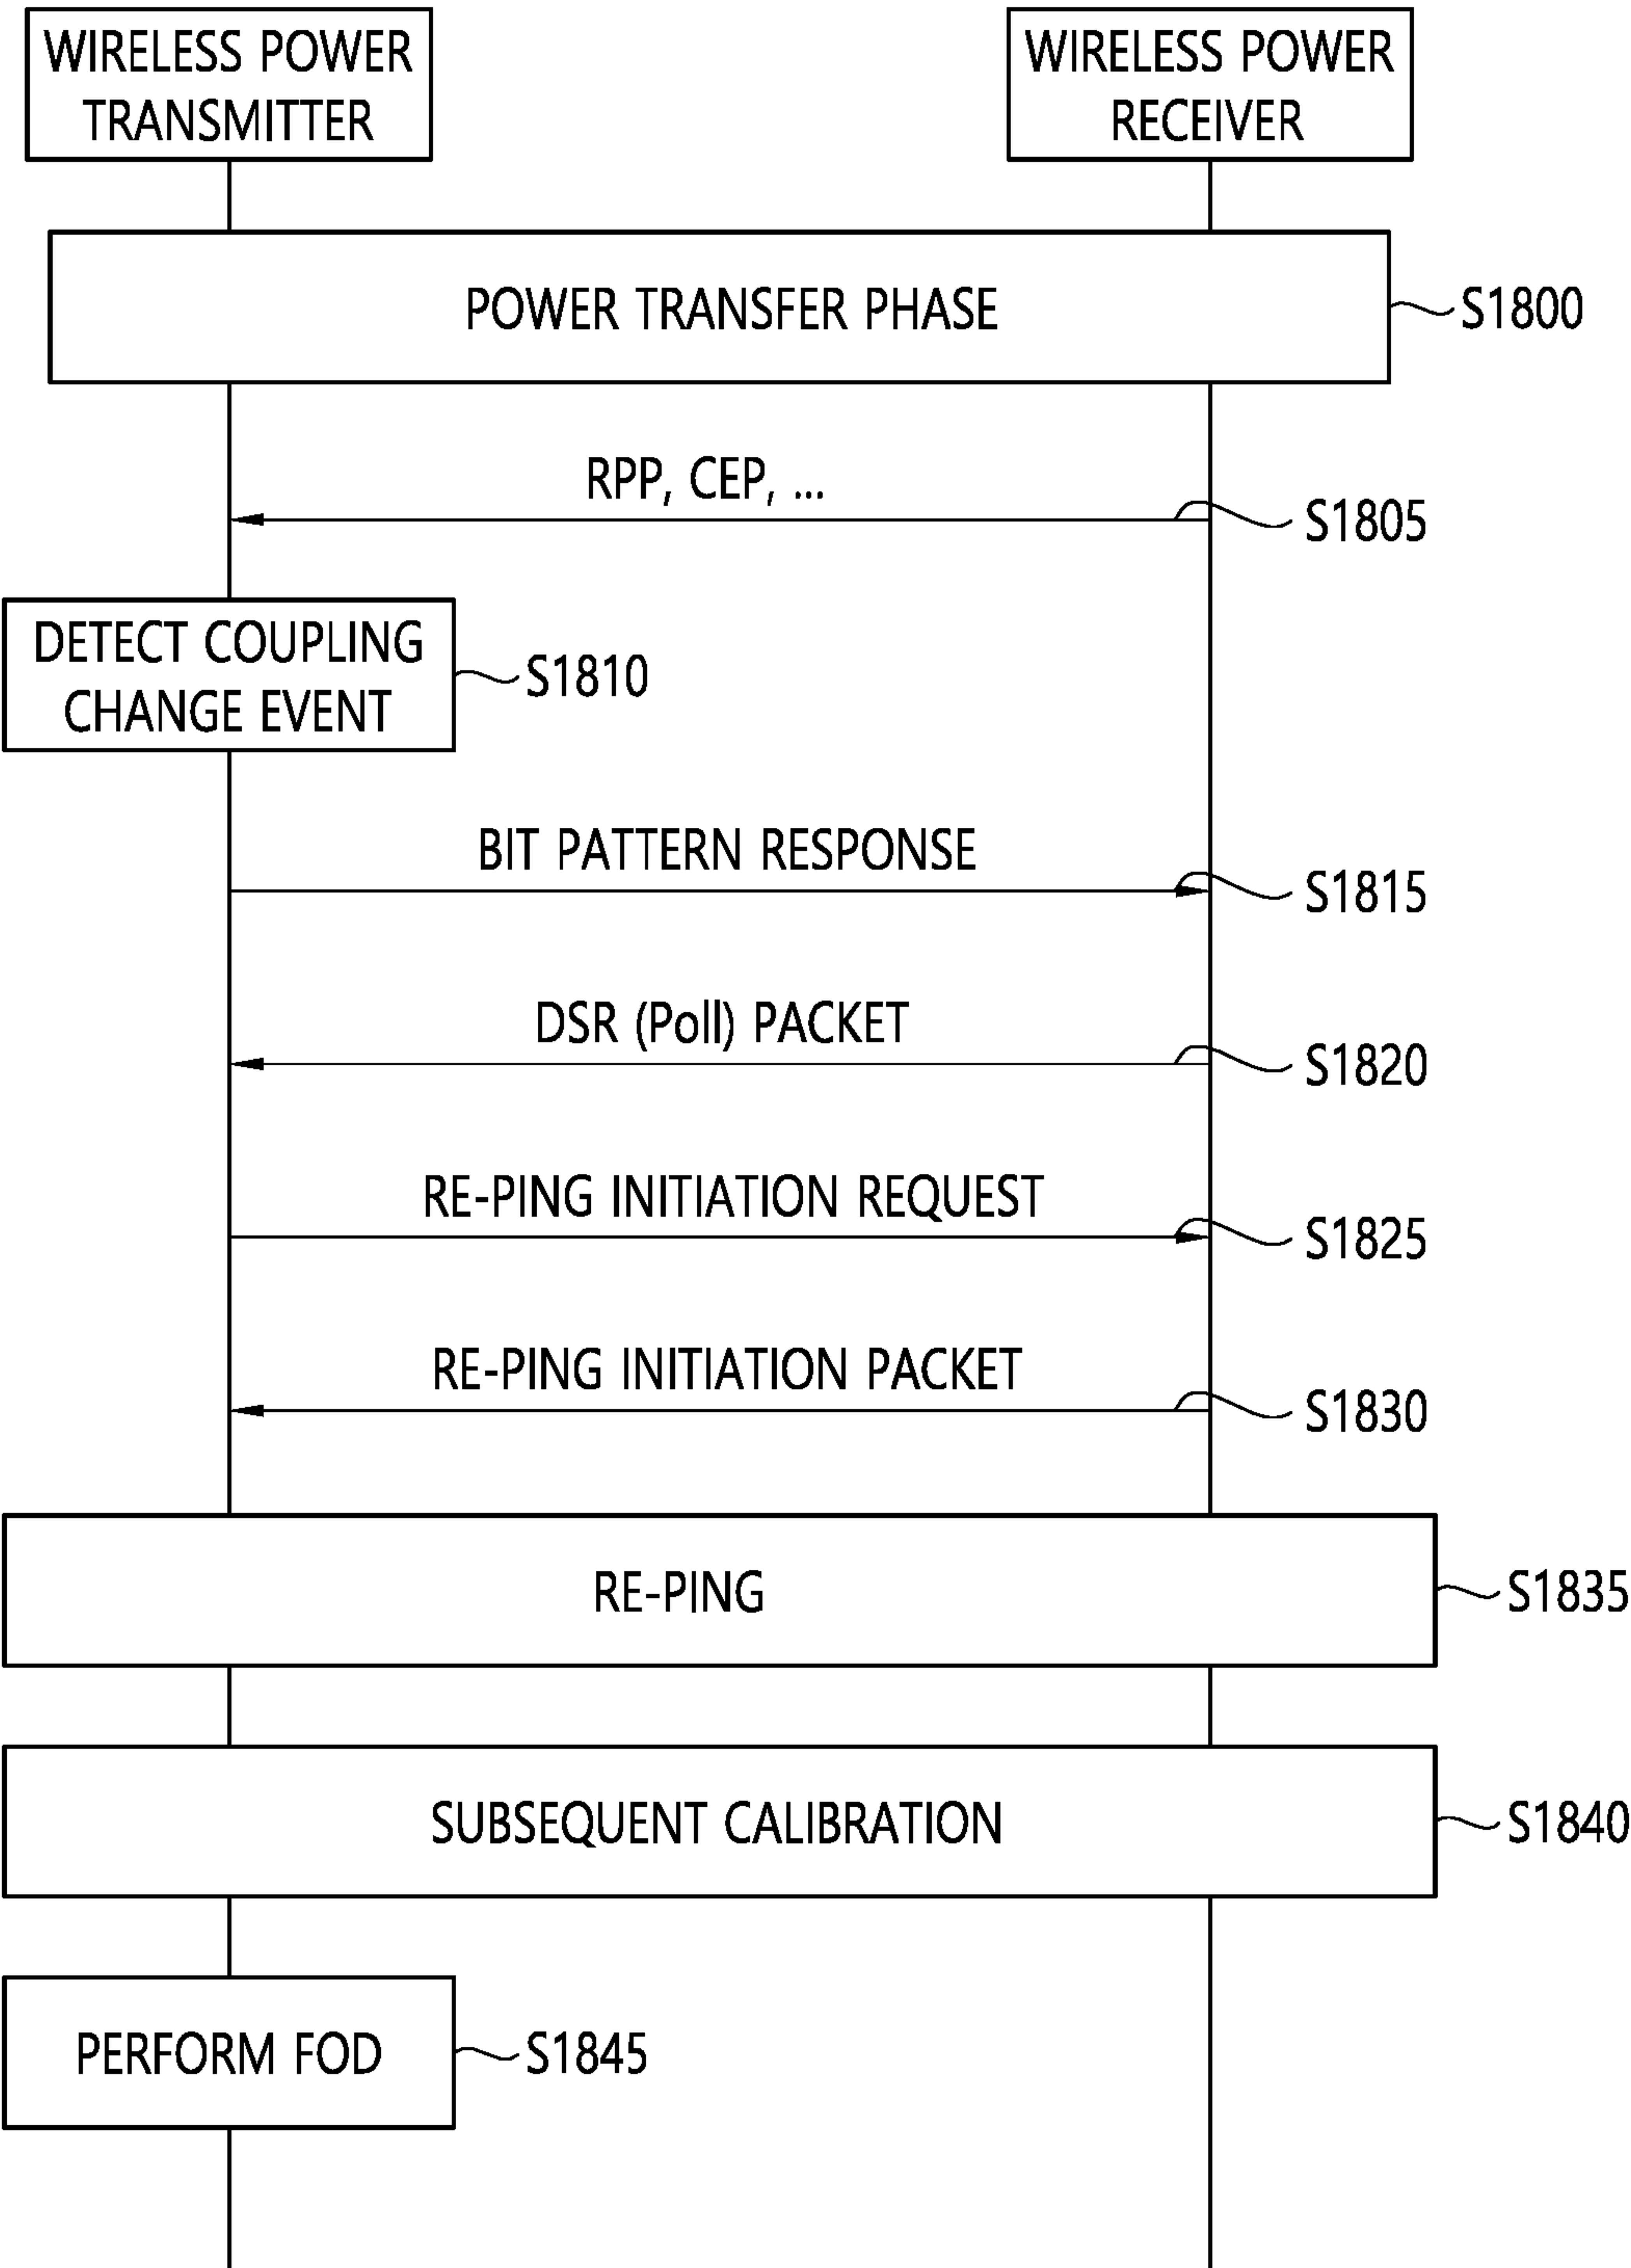 WIRELESS POWER
TRANSMITTER
WIRELESS POWER
RECEIVER
POWER TRANSFER PHASE
S1800
RPP, CEP, ...
S1805
DETECT COUPLING
CHANGE EVENT
S1810
BIT PATTERN RESPONSE
S1815
DSR (Poll) PACKET
S1820
RE-PING INITIATION REQUEST
S1825
RE-PING INITIATION PACKET
S1830
RE-PING
S1835
SUBSEQUENT CALIBRATION
S1840
PERFORM FOD
S1845